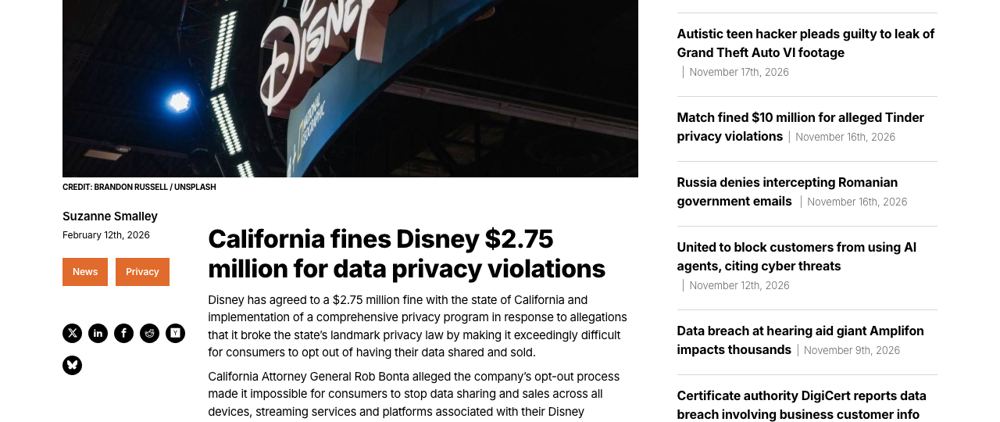 Disney
NATIONAL
GEOGRAPHIC
CREDIT: BRANDON RUSSELL / UNSPLASH
Suzanne Smalley
February 12th, 2026
News
Privacy
California fines Disney $2.75
million for data privacy violations
Disney has agreed to a $2.75 million fine with the state of California and
implementation of a comprehensive privacy program in response to allegations
that it broke the state’s landmark privacy law by making it exceedingly difficult
for consumers to opt out of having their data shared and sold.
California Attorney General Rob Bonta alleged the company’s opt-out process
made it impossible for consumers to stop data sharing and sales across all
devices, streaming services and platforms associated with their Disney
Autistic teen hacker pleads guilty to leak of
Grand Theft Auto VI footage
| November 17th, 2026
Match fined $10 million for alleged Tinder
privacy violations | November 16th, 2026
Russia denies intercepting Romanian
government emails | November 16th, 2026
United to block customers from using AI
agents, citing cyber threats
| November 12th, 2026
Data breach at hearing aid giant Amplifon
impacts thousands | November 9th, 2026
Certificate authority DigiCert reports data
breach involving business customer info